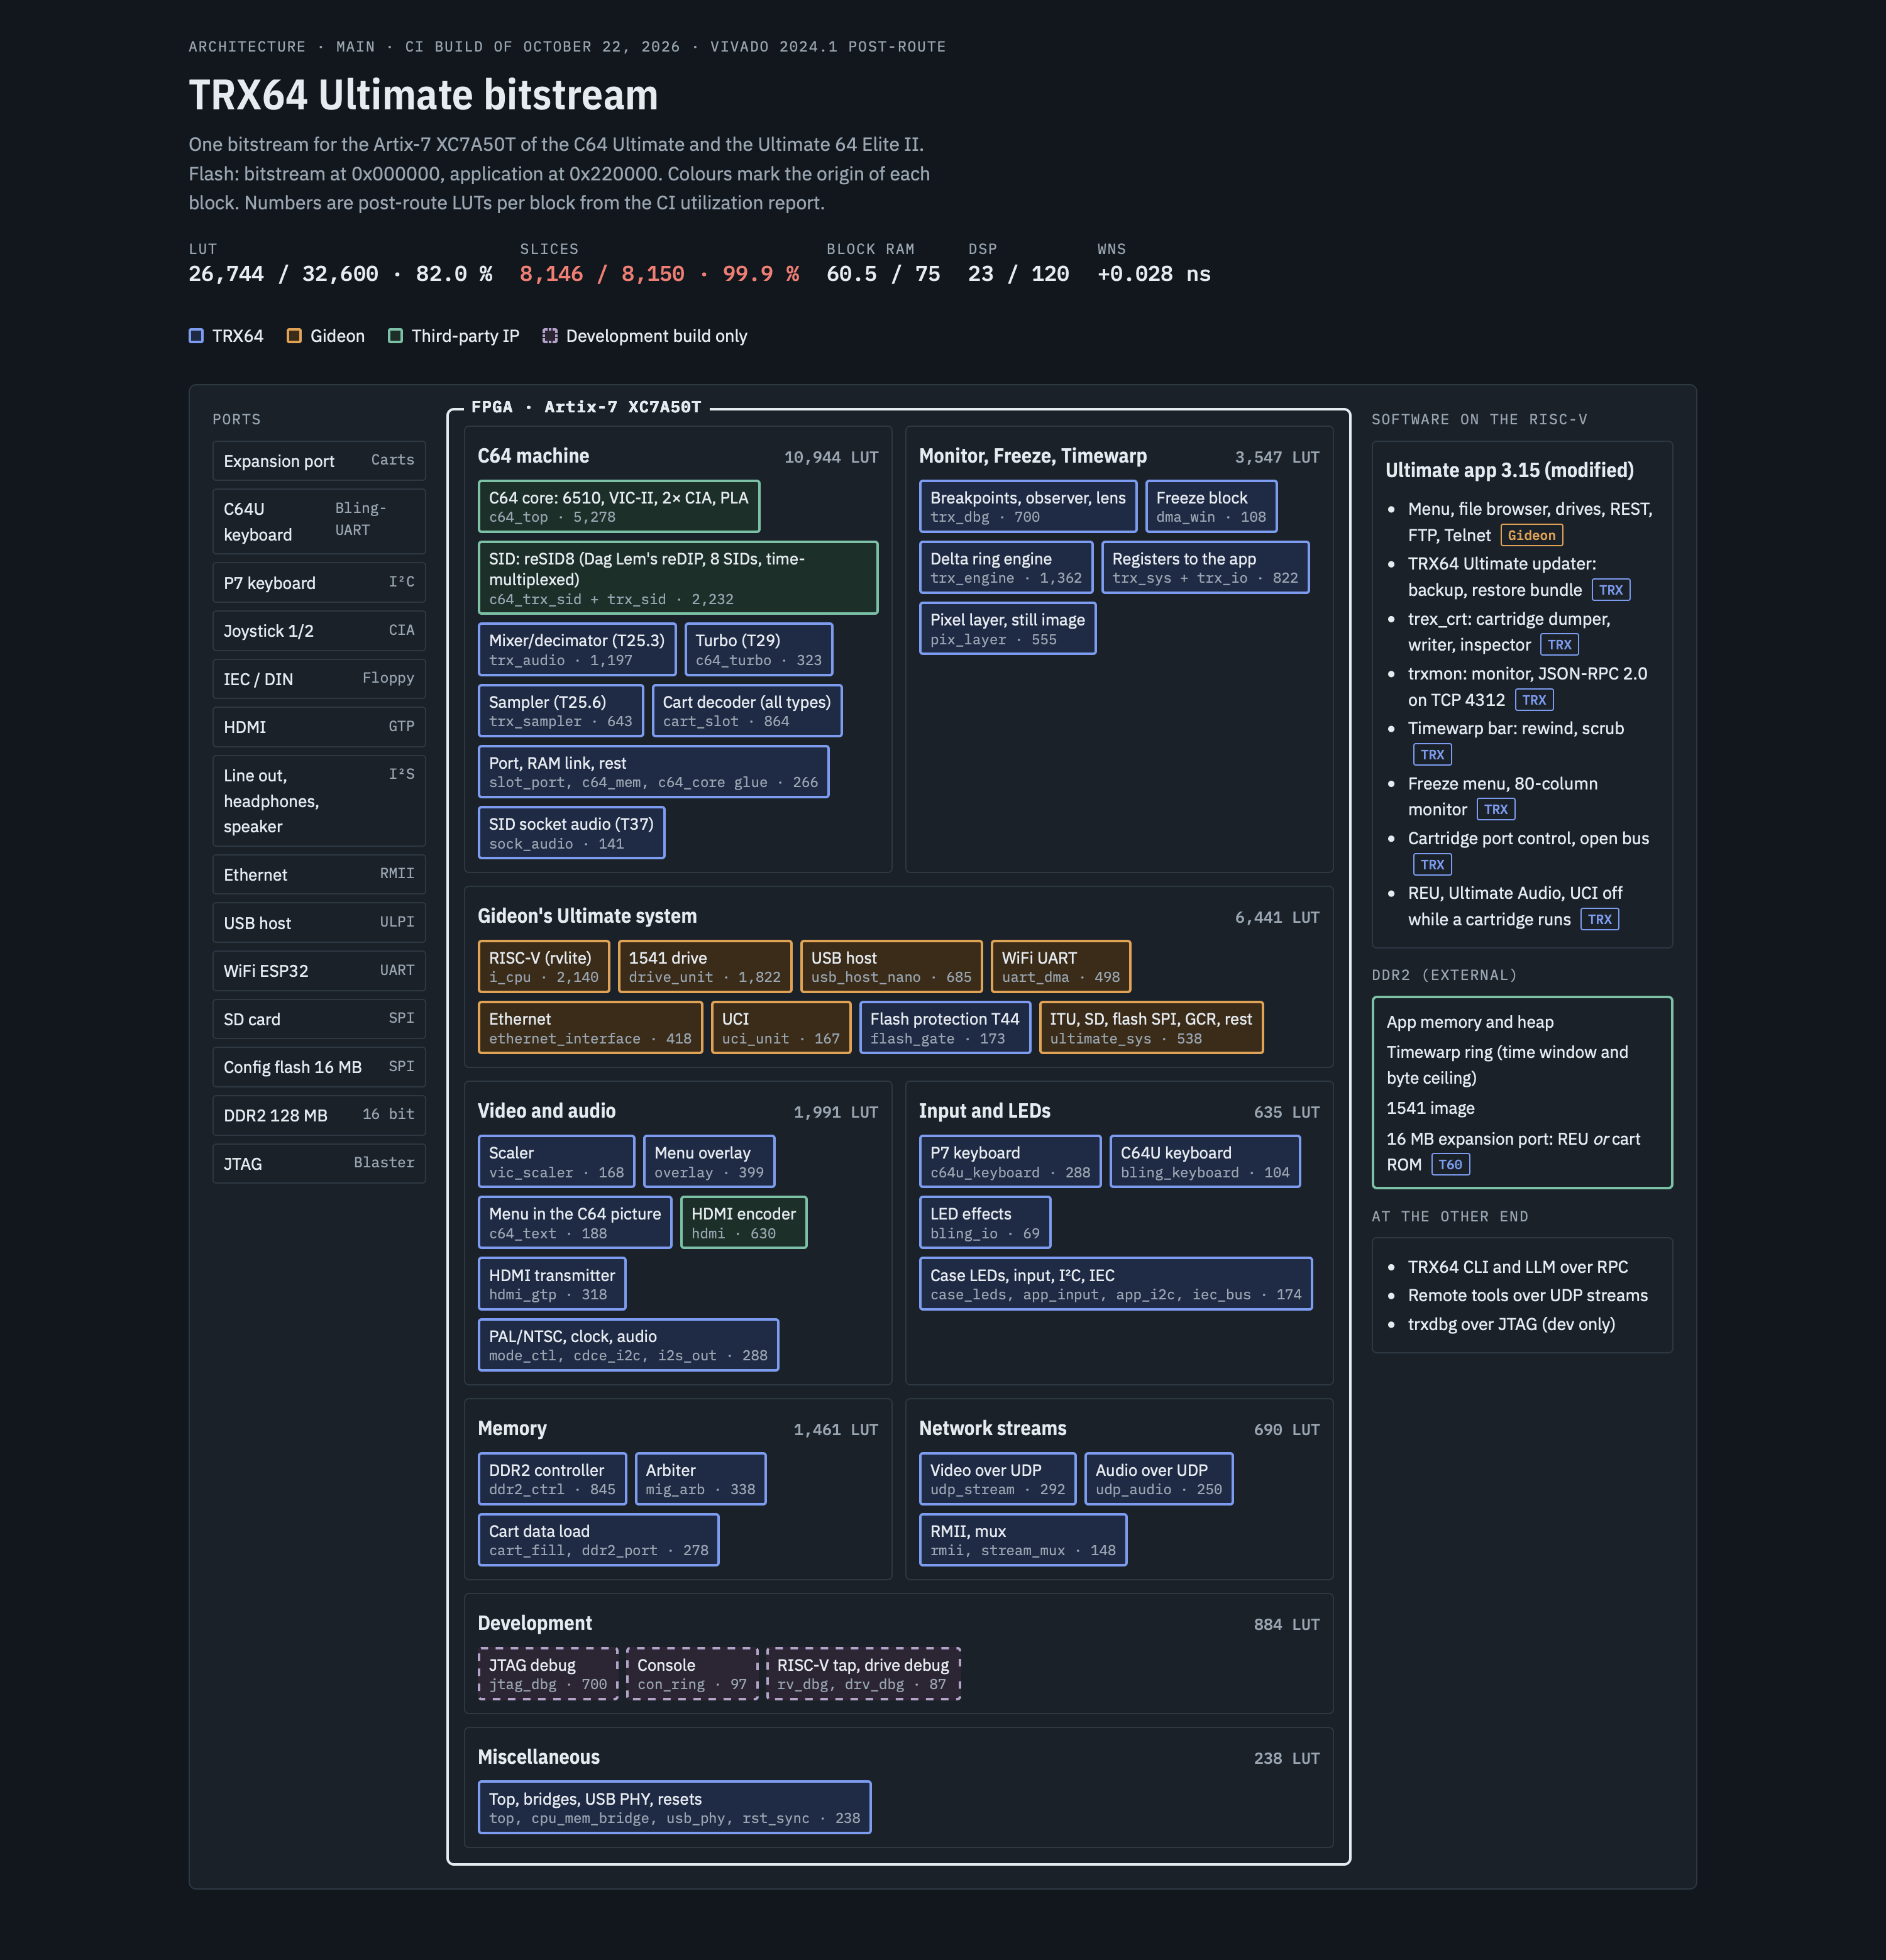 ARCHITECTURE · MAIN · CI BUILD OF OCTOBER 22, 2026 · VIVADO 2024.1 POST-ROUTE
TRX64 Ultimate bitstream
One bitstream for the Artix-7 XC7A50T of the C64 Ultimate and the Ultimate 64 Elite II.
Flash: bitstream at 0x000000, application at 0x220000. Colours mark the origin of each
block. Numbers are post-route LUTs per block from the CI utilization report.
LUT
26,744 / 32,600 · 82.0 %
SLICES
8,146 / 8,150 · 99.9 %
BLOCK RAM
60.5 / 75
DSP
23 / 120
WNS
+0.028 ns
TRX64
Gideon
Third-party IP
Development build only
PORTS
Expansion port Carts
C64U Bling-
keyboard UART
P7 keyboard I²C
Joystick 1/2 CIA
IEC / DIN Floppy
HDMI GTP
Line out, I²S
headphones,
speaker
Ethernet RMII
USB host ULPI
WiFi ESP32 UART
SD card SPI
Config flash 16 MB SPI
DDR2 128 MB 16 bit
JTAG Blaster
FPGA · Artix-7 XC7A50T
C64 machine 10,944 LUT
C64 core: 6510, VIC-II, 2× CIA, PLA
c64_top · 5,278
SID: reSID8 (Dag Lem's reDIP, 8 SIDs, time-
multiplexed)
c64_trx_sid + trx_sid · 2,232
Mixer/decimator (T25.3)
trx_audio · 1,197
Turbo (T29)
c64_turbo · 323
Sampler (T25.6)
trx_sampler · 643
Cart decoder (all types)
cart_slot · 864
Port, RAM link, rest
slot_port, c64_mem, c64_core glue · 266
SID socket audio (T37)
sock_audio · 141
Monitor, Freeze, Timewarp 3,547 LUT
Breakpoints, observer, lens
trx_dbg · 700
Freeze block
dma_win · 108
Delta ring engine
trx_engine · 1,362
Registers to the app
trx_sys + trx_io · 822
Pixel layer, still image
pix_layer · 555
Gideon's Ultimate system 6,441 LUT
RISC-V (rvlite)
i_cpu · 2,140
1541 drive
drive_unit · 1,822
USB host
usb_host_nano · 685
WiFi UART
uart_dma · 498
Ethernet
ethernet_interface · 418
UCI
uci_unit · 167
Flash protection T44
flash_gate · 173
ITU, SD, flash SPI, GCR, rest
ultimate_sys · 538
Video and audio 1,991 LUT
Scaler
vic_scaler · 168
Menu overlay
overlay · 399
Menu in the C64 picture
c64_text · 188
HDMI encoder
hdmi · 630
HDMI transmitter
hdmi_gtp · 318
PAL/NTSC, clock, audio
mode_ctl, cdce_i2c, i2s_out · 288
Input and LEDs 635 LUT
P7 keyboard
c64u_keyboard · 288
C64U keyboard
bling_keyboard · 104
LED effects
bling_io · 69
Case LEDs, input, I²C, IEC
case_leds, app_input, app_i2c, iec_bus · 174
Memory 1,461 LUT
DDR2 controller
ddr2_ctrl · 845
Arbiter
mig_arb · 338
Cart data load
cart_fill, ddr2_port · 278
Network streams 690 LUT
Video over UDP
udp_stream · 292
Audio over UDP
udp_audio · 250
RMII, mux
rmii, stream_mux · 148
Development 884 LUT
JTAG debug
jtag_dbg · 700
Console
con_ring · 97
RISC-V tap, drive debug
rv_dbg, drv_dbg · 87
Miscellaneous 238 LUT
Top, bridges, USB PHY, resets
top, cpu_mem_bridge, usb_phy, rst_sync · 238
SOFTWARE ON THE RISC-V
Ultimate app 3.15 (modified)
• Menu, file browser, drives, REST,
FTP, Telnet Gideon
• TRX64 Ultimate updater:
backup, restore bundle TRX
• trex_crt: cartridge dumper,
writer, inspector TRX
• trxmon: monitor, JSON-RPC 2.0
on TCP 4312 TRX
• Timewarp bar: rewind, scrub
TRX
• Freeze menu, 80-column
monitor TRX
• Cartridge port control, open bus
TRX
• REU, Ultimate Audio, UCI off
while a cartridge runs TRX
DDR2 (EXTERNAL)
App memory and heap
Timewarp ring (time window and
byte ceiling)
1541 image
16 MB expansion port: REU or cart
ROM T60
AT THE OTHER END
• TRX64 CLI and LLM over RPC
• Remote tools over UDP streams
• trxdbg over JTAG (dev only)